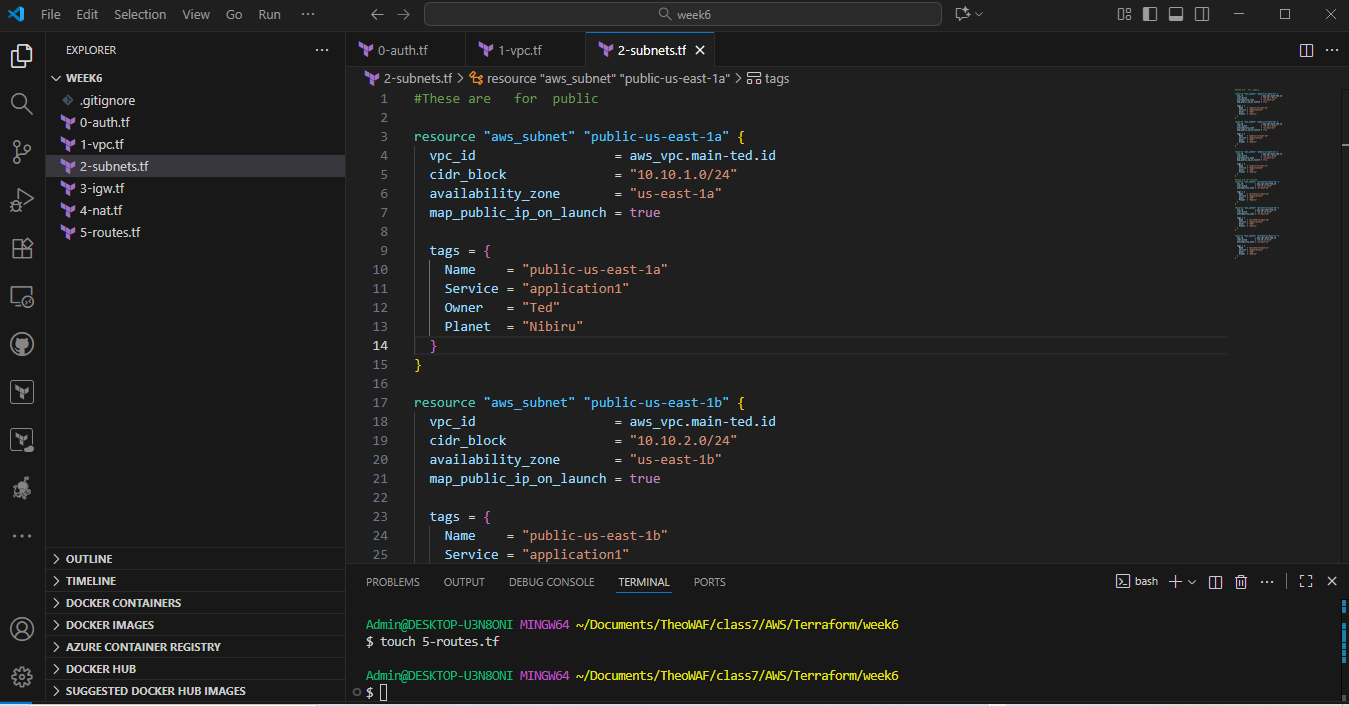 File Edit Selection View Go Run ··· week6
EXPLORER ···
WEEK6
.gitignore
0-auth.tf
1-vpc.tf
2-subnets.tf
3-igw.tf
4-nat.tf
5-routes.tf
OUTLINE
TIMELINE
DOCKER CONTAINERS
DOCKER IMAGES
AZURE CONTAINER REGISTRY
DOCKER HUB
SUGGESTED DOCKER HUB IMAGES
0-auth.tf 1-vpc.tf 2-subnets.tf
2-subnets.tf > resource "aws_subnet" "public-us-east-1a" > tags
1 #These are   for  public
2
3 resource "aws_subnet" "public-us-east-1a" {
4   vpc_id                  = aws_vpc.main-ted.id
5   cidr_block              = "10.10.1.0/24"
6   availability_zone       = "us-east-1a"
7   map_public_ip_on_launch = true
8
9   tags = {
10     Name    = "public-us-east-1a"
11     Service = "application1"
12     Owner   = "Ted"
13     Planet  = "Nibiru"
14   }
15 }
16
17 resource "aws_subnet" "public-us-east-1b" {
18   vpc_id                  = aws_vpc.main-ted.id
19   cidr_block              = "10.10.2.0/24"
20   availability_zone       = "us-east-1b"
21   map_public_ip_on_launch = true
22
23   tags = {
24     Name    = "public-us-east-1b"
25     Service = "application1"
PROBLEMS OUTPUT DEBUG CONSOLE TERMINAL PORTS bash
Admin@DESKTOP-U3N8ONI MINGW64 ~/Documents/TheoWAF/class7/AWS/Terraform/week6
$ touch 5-routes.tf
Admin@DESKTOP-U3N8ONI MINGW64 ~/Documents/TheoWAF/class7/AWS/Terraform/week6
$